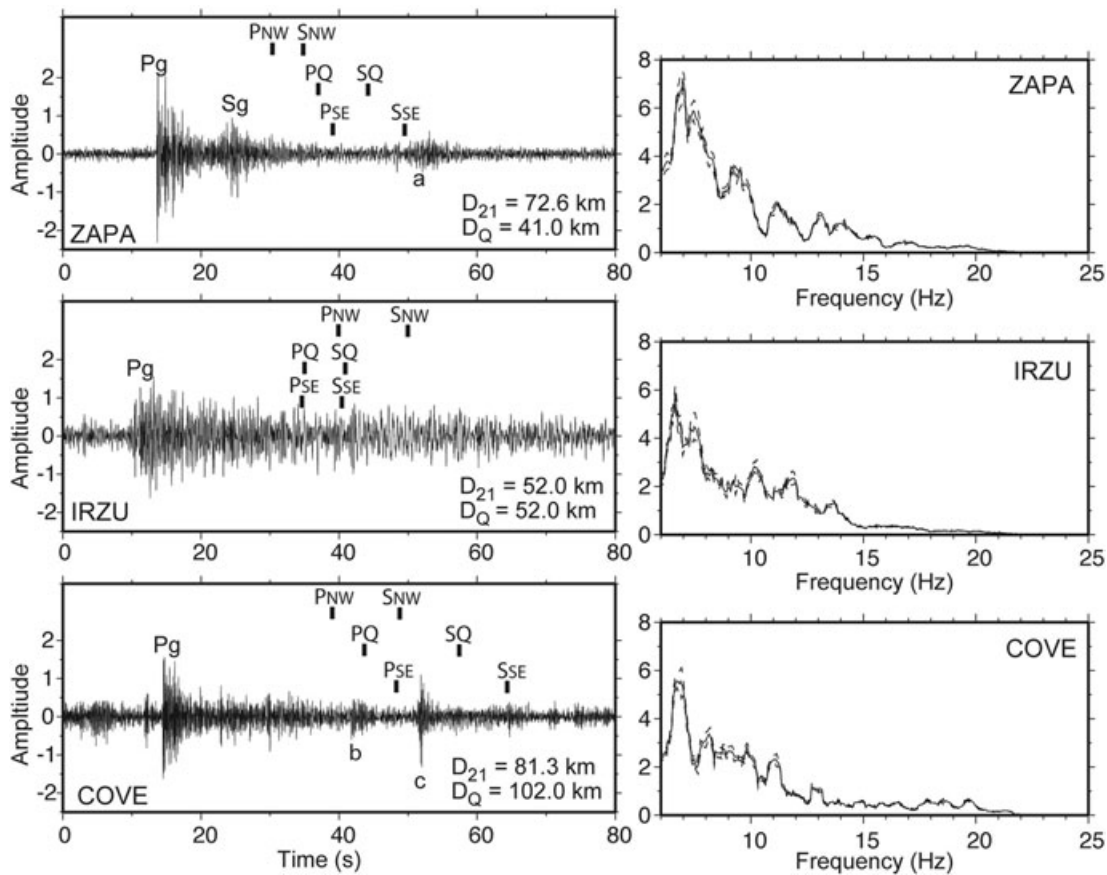 PNW SNW
Pg
PQ SQ
Sg
PSE SSE
2
1
0
-1
-2
Ampltiude
a
D21 = 72.6 km
DQ = 41.0 km
ZAPA
0 20 40 60 80
8
6
4
2
0
ZAPA
10 15 20 25
Frequency (Hz)
PNW SNW
Pg
PQ SQ
PSE SSE
2
1
0
-1
-2
Ampltiude
D21 = 52.0 km
DQ = 52.0 km
IRZU
0 20 40 60 80
8
6
4
2
0
IRZU
10 15 20 25
Frequency (Hz)
PNW SNW
Pg
PQ SQ
PSE SSE
2
1
0
-1
-2
Ampltiude
b
c
D21 = 81.3 km
DQ = 102.0 km
COVE
0 20 40 60 80
Time (s)
8
6
4
2
0
COVE
10 15 20 25
Frequency (Hz)